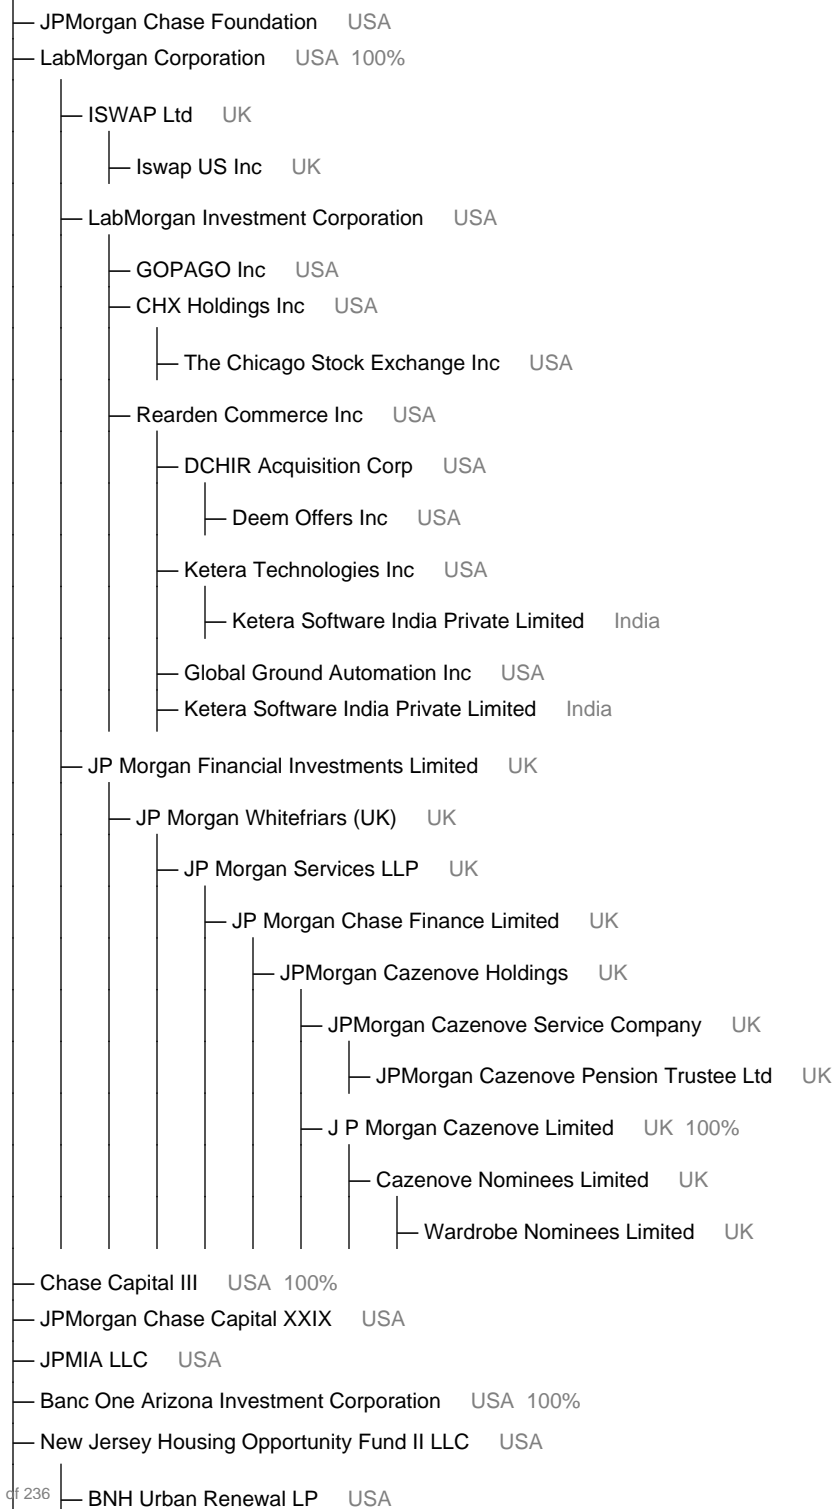 JPMorgan Chase Foundation USA
LabMorgan Corporation USA 100%
ISWAP Ltd UK
Iswap US Inc UK
LabMorgan Investment Corporation USA
GOPAGO Inc USA
CHX Holdings Inc USA
The Chicago Stock Exchange Inc USA
Rearden Commerce Inc USA
DCHIR Acquisition Corp USA
Deem Offers Inc USA
Ketera Technologies Inc USA
Ketera Software India Private Limited India
Global Ground Automation Inc USA
Ketera Software India Private Limited India
JP Morgan Financial Investments Limited UK
JP Morgan Whitefriars (UK) UK
JP Morgan Services LLP UK
JP Morgan Chase Finance Limited UK
JPMorgan Cazenove Holdings UK
JPMorgan Cazenove Service Company UK
JPMorgan Cazenove Pension Trustee Ltd UK
J P Morgan Cazenove Limited UK 100%
Cazenove Nominees Limited UK
Wardrobe Nominees Limited UK
Chase Capital III USA 100%
JPMorgan Chase Capital XXIX USA
JPMIA LLC USA
Banc One Arizona Investment Corporation USA 100%
New Jersey Housing Opportunity Fund II LLC USA
of 236
BNH Urban Renewal LP USA